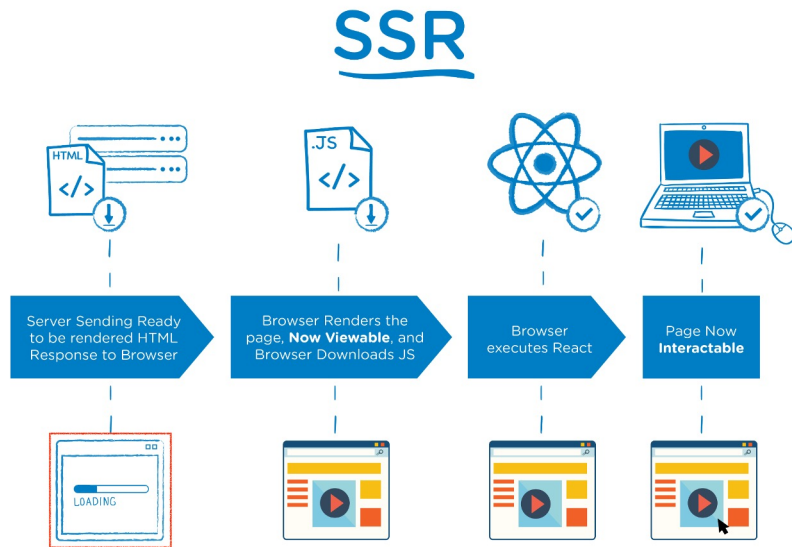 SSR
HTML
</>
.JS
</>
Server Sending Ready
to be rendered HTML
Response to Browser
Browser Renders the
page, Now Viewable, and
Browser Downloads JS
Browser
executes React
Page Now
Interactable
LOADING